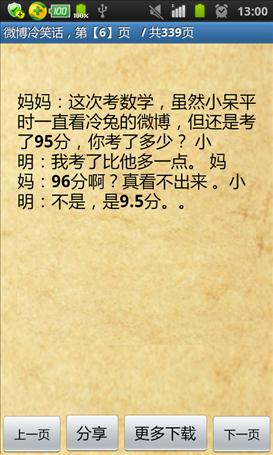 100
100%
13:00
微博冷笑话，第【6】页 / 共339页
妈妈：这次考数学，虽然小呆平
时一直看冷兔的微博，但还是考
了95分，你考了多少？ 小
明：我考了比他多一点。 妈
妈：96分啊？真看不出来 。小
明：不是，是9.5分。。
上一页 分享 更多下载 下一页